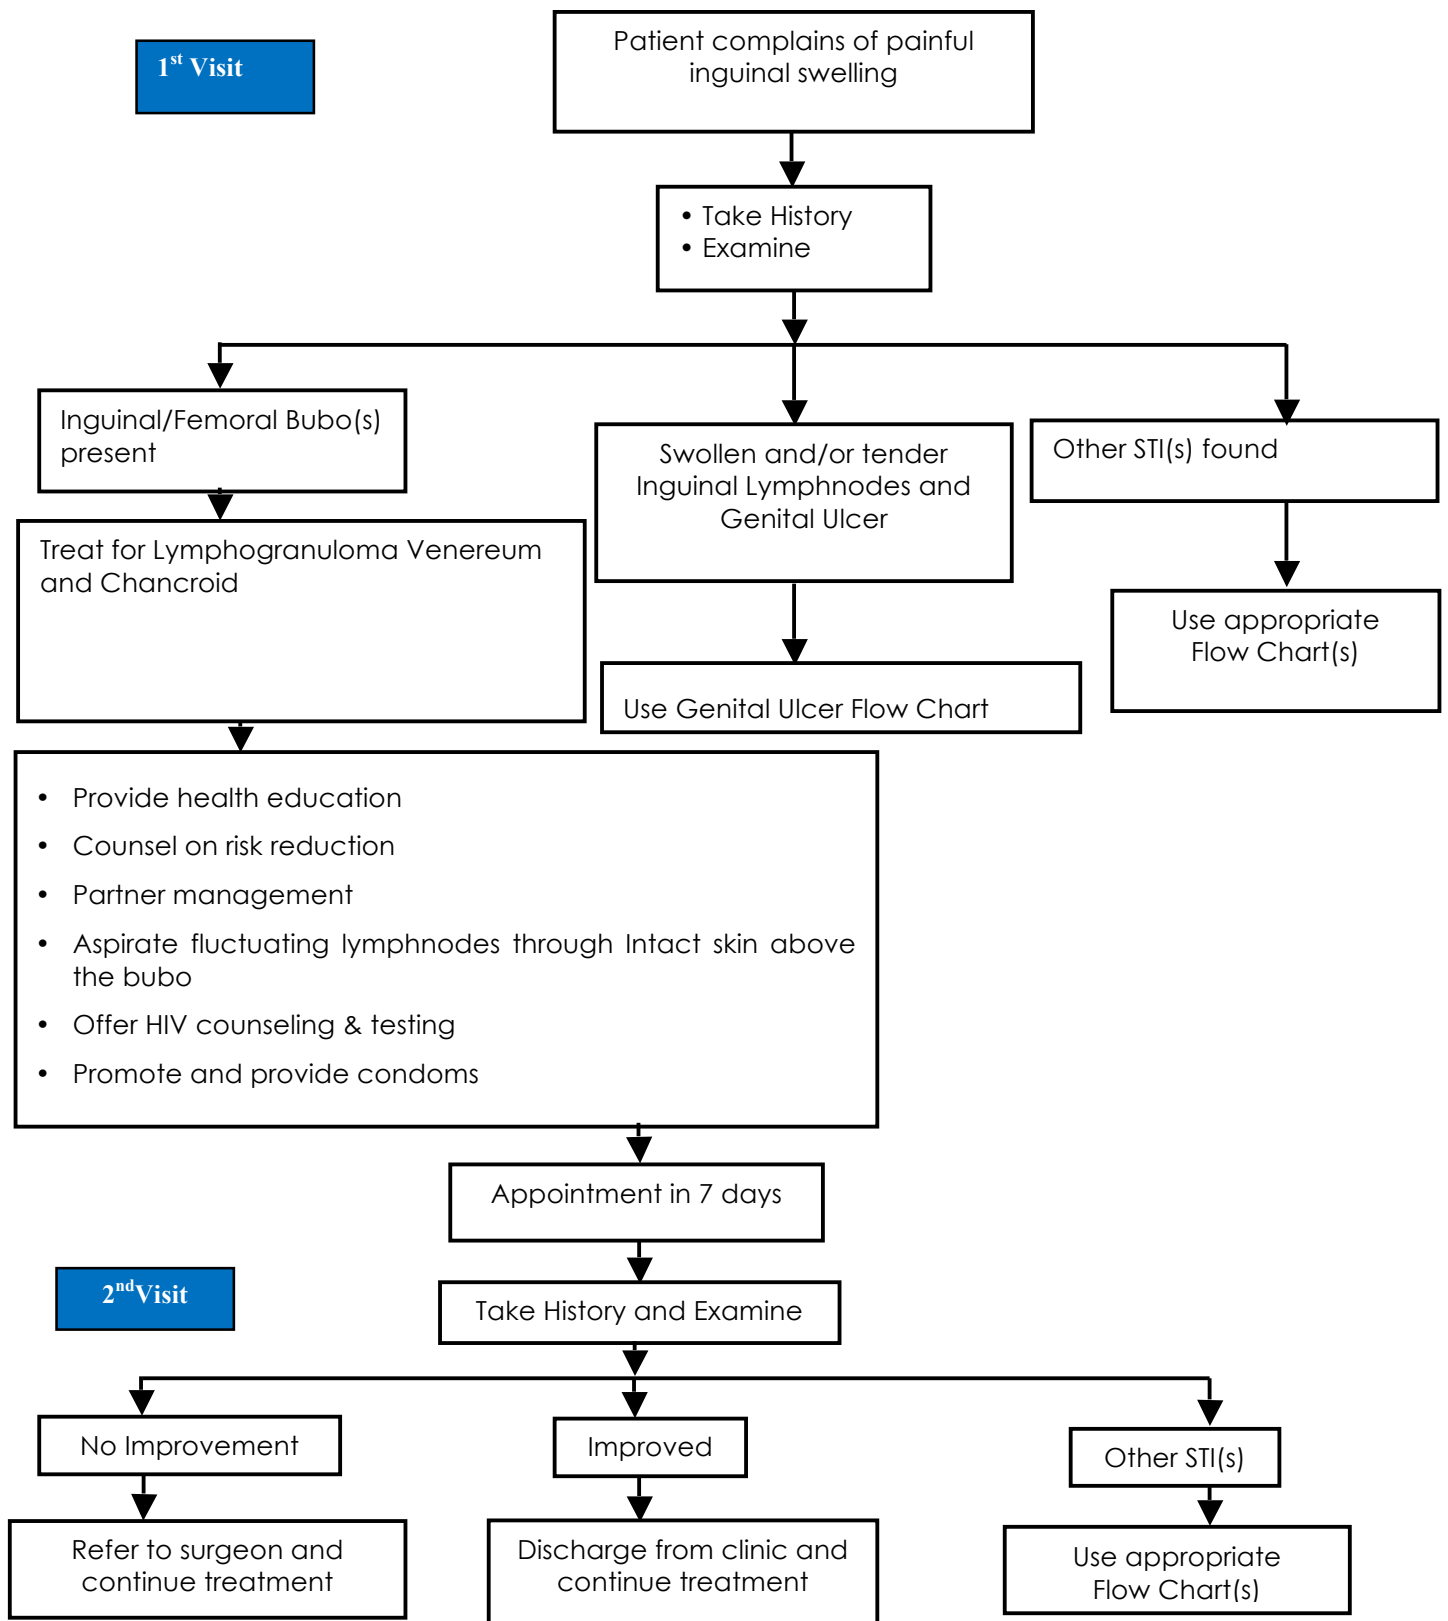 1st Visit
Patient complains of painful
inguinal swelling
• Take History
• Examine
Inguinal/Femoral Bubo(s)
present
Swollen and/or tender
Inguinal Lymphnodes and
Genital Ulcer
Other STI(s) found
Treat for Lymphogranuloma Venereum
and Chancroid
Use Genital Ulcer Flow Chart
Use appropriate
Flow Chart(s)
• Provide health education
• Counsel on risk reduction
• Partner management
• Aspirate fluctuating lymphnodes through Intact skin above
the bubo
• Offer HIV counseling & testing
• Promote and provide condoms
Appointment in 7 days
2nd Visit
Take History and Examine
No Improvement
Improved
Other STI(s)
Refer to surgeon and
continue treatment
Discharge from clinic and
continue treatment
Use appropriate
Flow Chart(s)